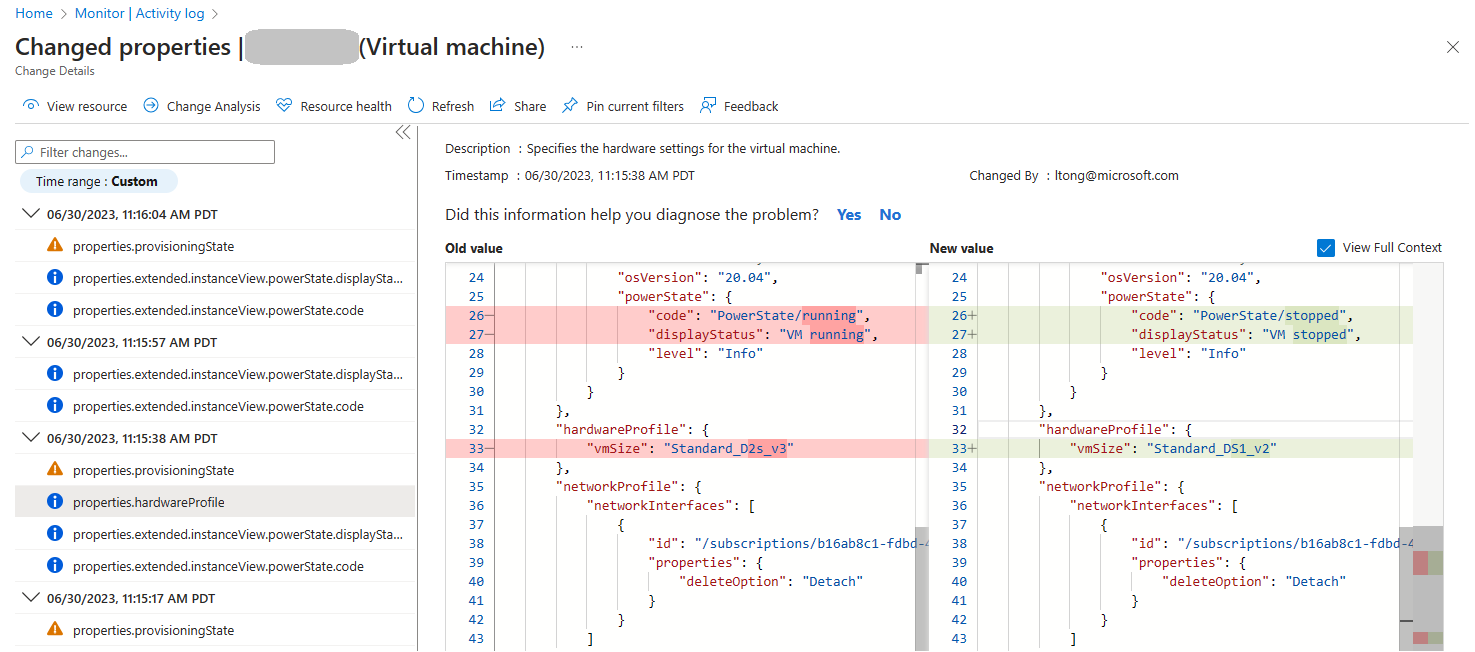 Home > Monitor | Activity log >
Changed properties | (Virtual machine) ...
Change Details
View resource Change Analysis Resource health Refresh Share Pin current filters Feedback
Filter changes...
Time range : Custom
06/30/2023, 11:16:04 AM PDT
properties.provisioningState
properties.extended.instanceView.powerState.displaySta...
properties.extended.instanceView.powerState.code
06/30/2023, 11:15:57 AM PDT
properties.extended.instanceView.powerState.displaySta...
properties.extended.instanceView.powerState.code
06/30/2023, 11:15:38 AM PDT
properties.provisioningState
properties.hardwareProfile
properties.extended.instanceView.powerState.displaySta...
properties.extended.instanceView.powerState.code
06/30/2023, 11:15:17 AM PDT
properties.provisioningState
Description : Specifies the hardware settings for the virtual machine.
Timestamp : 06/30/2023, 11:15:38 AM PDT
Changed By : ltong@microsoft.com
Did this information help you diagnose the problem? Yes No
Old value
24 "osVersion": "20.04",
25 "powerState": {
26- "code": "PowerState/running",
27- "displayStatus": "VM running",
28 "level": "Info"
29 }
30 }
31 },
32 "hardwareProfile": {
33- "vmSize": "Standard_D2s_v3"
34 },
35 "networkProfile": {
36 "networkInterfaces": [
37 {
38 "id": "/subscriptions/b16ab8c1-fdbd-4
39 "properties": {
40 "deleteOption": "Detach"
41 }
42 }
43 ]
New value
View Full Context
24 "osVersion": "20.04",
25 "powerState": {
26+ "code": "PowerState/stopped",
27+ "displayStatus": "VM stopped",
28 "level": "Info"
29 }
30 }
31 },
32 "hardwareProfile": {
33+ "vmSize": "Standard_DS1_v2"
34 },
35 "networkProfile": {
36 "networkInterfaces": [
37 {
38 "id": "/subscriptions/b16ab8c1-fdbd-4
39 "properties": {
40 "deleteOption": "Detach"
41 }
42 }
43 ]